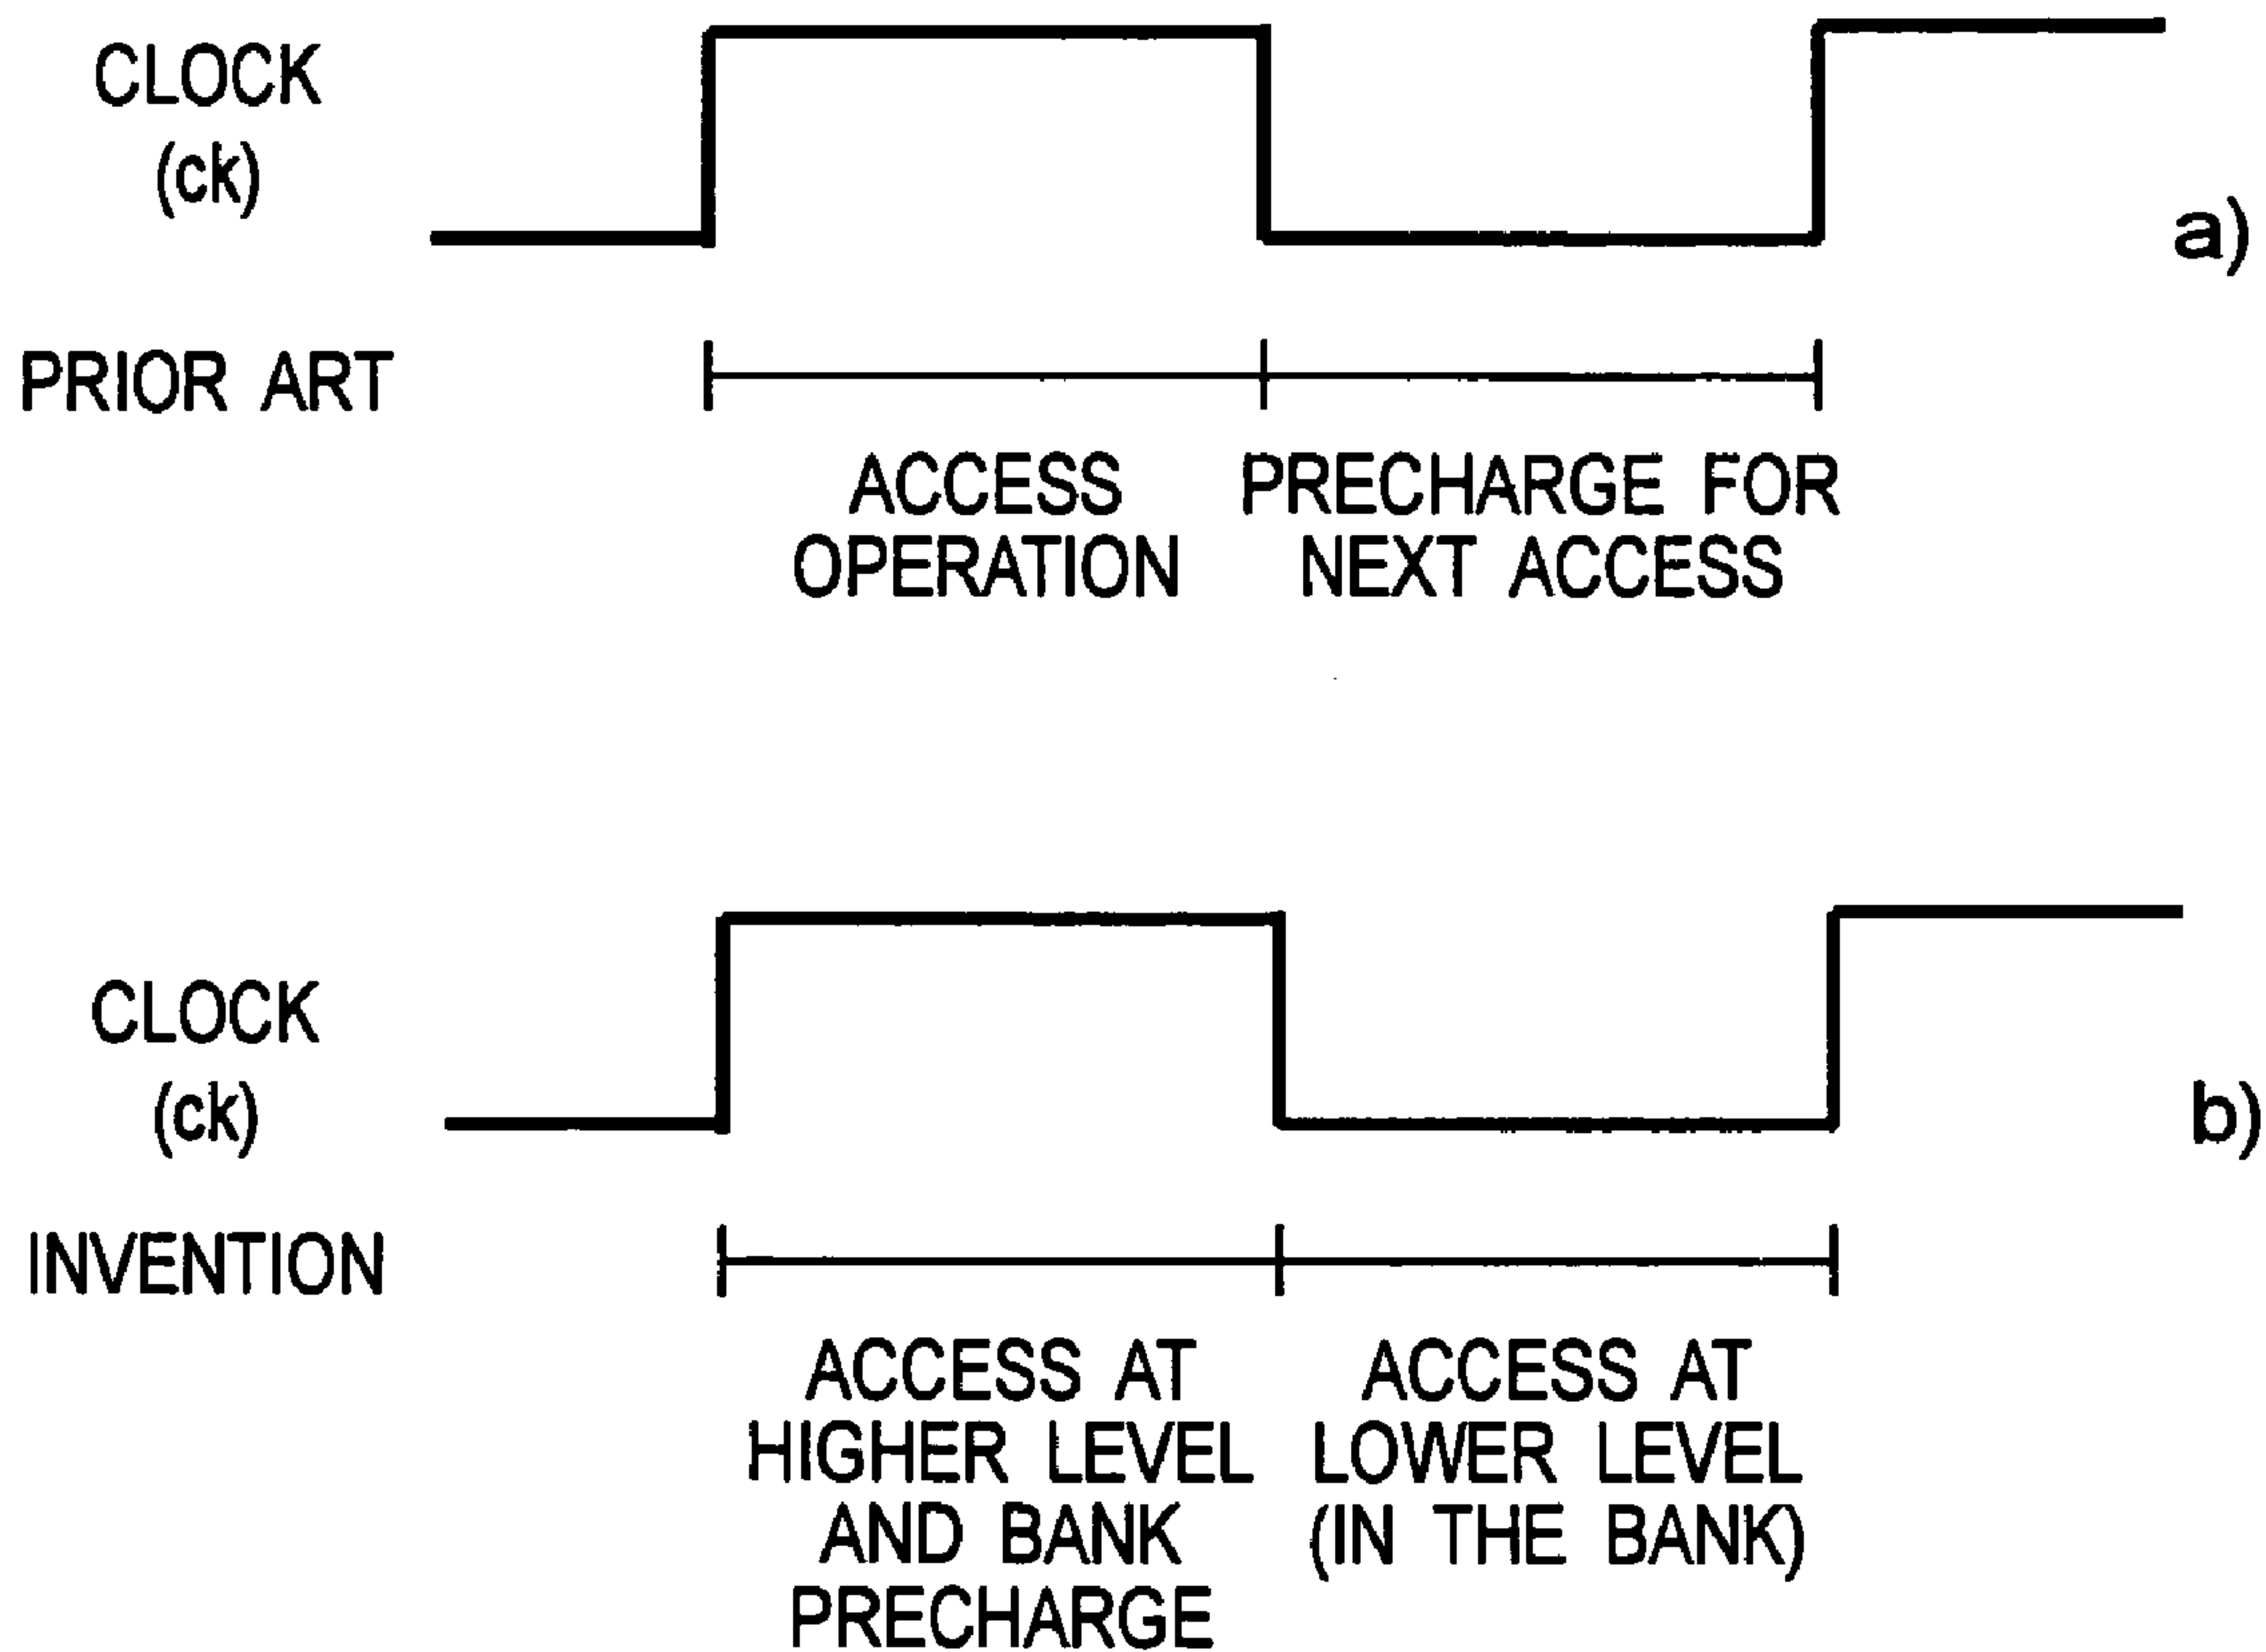 CLOCK
(ck)
a)
PRIOR ART
ACCESS
OPERATION
PRECHARGE FOR
NEXT ACCESS
CLOCK
(ck)
b)
INVENTION
ACCESS AT
HIGHER LEVEL
AND BANK
PRECHARGE
ACCESS AT
LOWER LEVEL
(IN THE BANK)